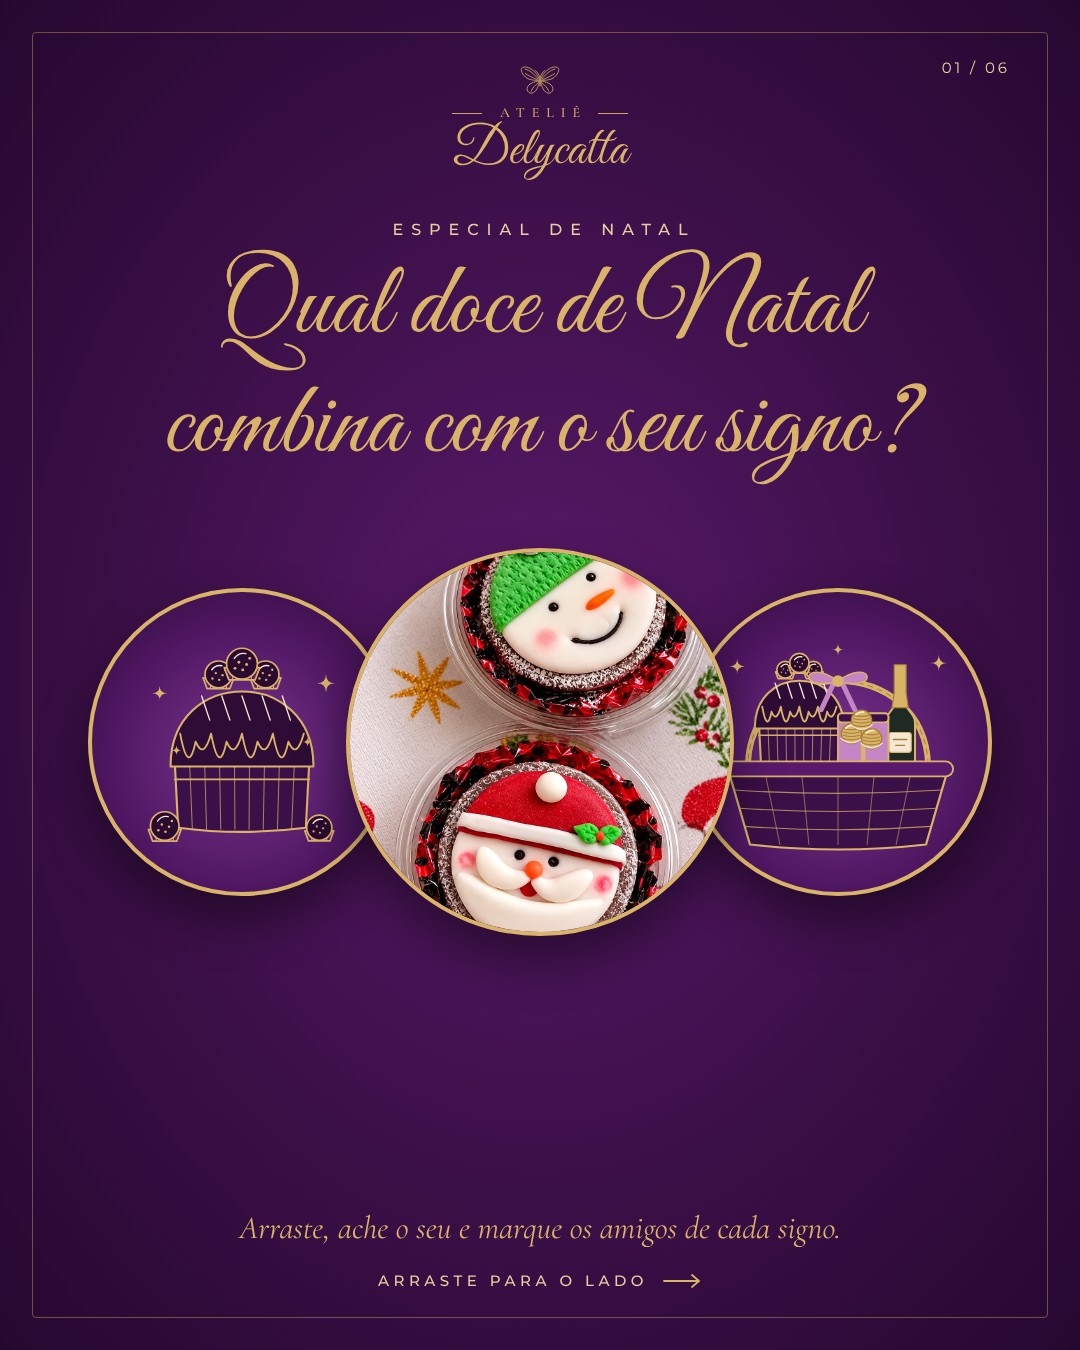 01 / 06
ATELIÊ
Delycatta
ESPECIAL DE NATAL
Qual doce de Natal
combina com o seu signo?
Arraste, ache o seu e marque os amigos de cada signo.
ARRASTE PARA O LADO